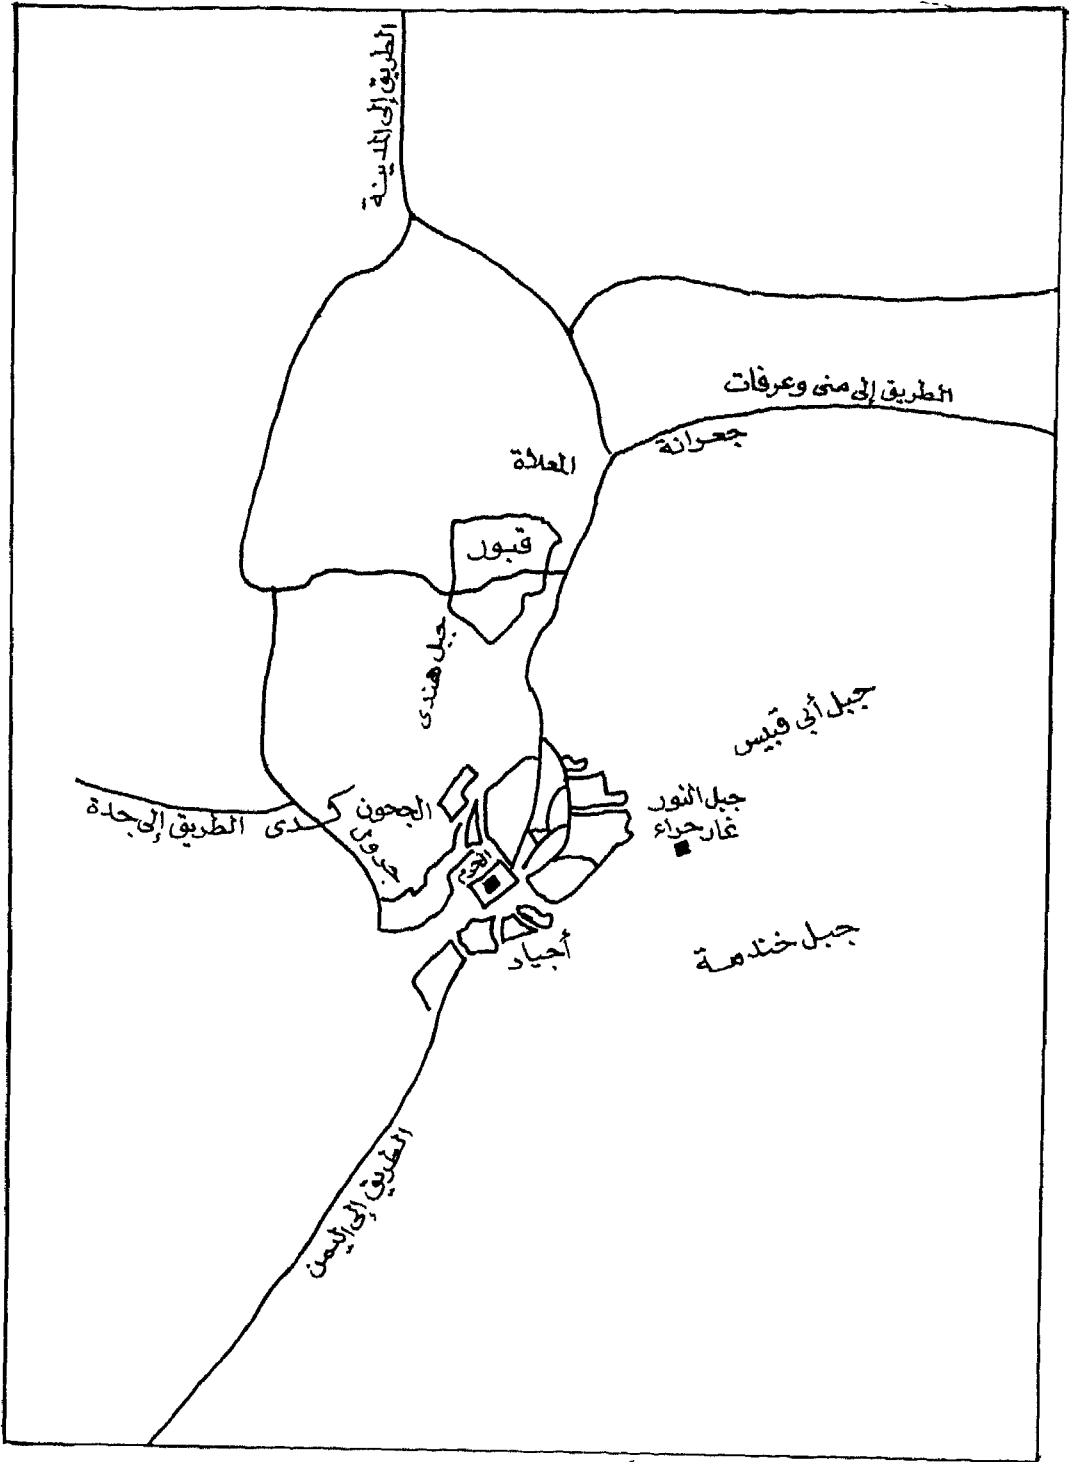 الطريق إلى المدينة
الطريق إلى منى وعرفات
جعرانة
المعلاة
قبور
جبل هندى
جبل أبي قبيس
الجحون
كدى
الطريق إلى جدة
جرول
جبل النور
غار حراء
الحرم
أجياد
جبل خندمة
الطريق إلى اليمن